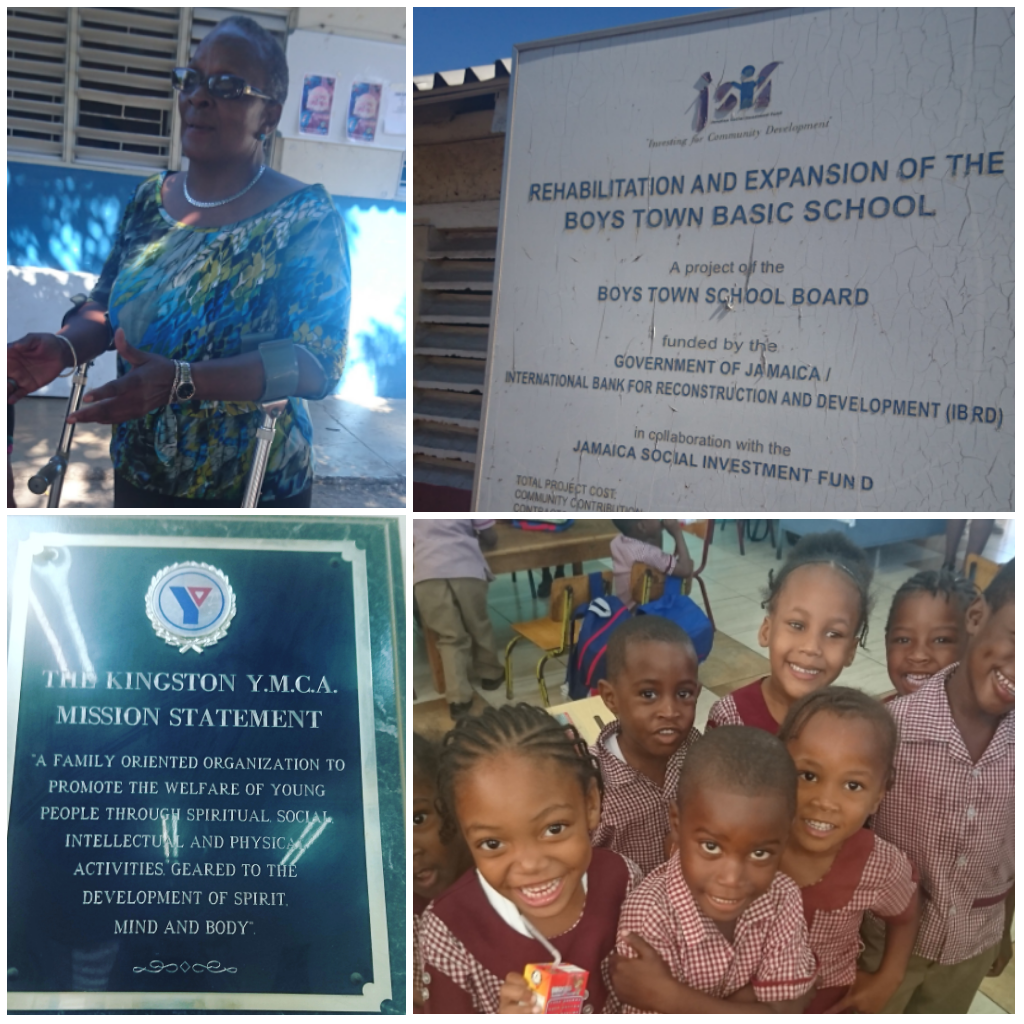 "Investing for Community Development"
REHABILITATION AND EXPANSION OF THE
BOYS TOWN BASIC SCHOOL
A project of the
BOYS TOWN SCHOOL BOARD
funded by the
GOVERNMENT OF JAMAICA /
INTERNATIONAL BANK FOR RECONSTRUCTION AND DEVELOPMENT (IBRD)
in collaboration with the
JAMAICA SOCIAL INVESTMENT FUND
TOTAL PROJECT COST:
COMMUNITY CONTRIBUTION
THE KINGSTON Y.M.C.A.
MISSION STATEMENT
"A FAMILY ORIENTED ORGANIZATION TO
PROMOTE THE WELFARE OF YOUNG
PEOPLE THROUGH SPIRITUAL, SOCIAL,
INTELLECTUAL AND PHYSICAL
ACTIVITIES, GEARED TO THE
DEVELOPMENT OF SPIRIT,
MIND AND BODY".